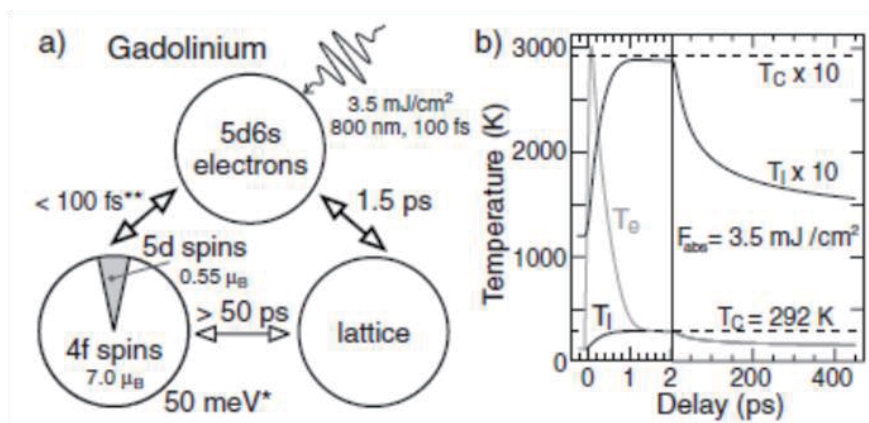 a) Gadolinium
3.5 mJ/cm²
800 nm, 100 fs
5d6s
electrons
< 100 fs**
1.5 ps
5d spins
0.55 μB
> 50 ps
4f spins
7.0 μB
lattice
50 meV*
b)
Temperature (K)
3000
2000
1000
0
TC x 10
Tl x 10
Te
Fabs= 3.5 mJ /cm²
Tl
TC = 292 K
0 1 2 200 400
Delay (ps)